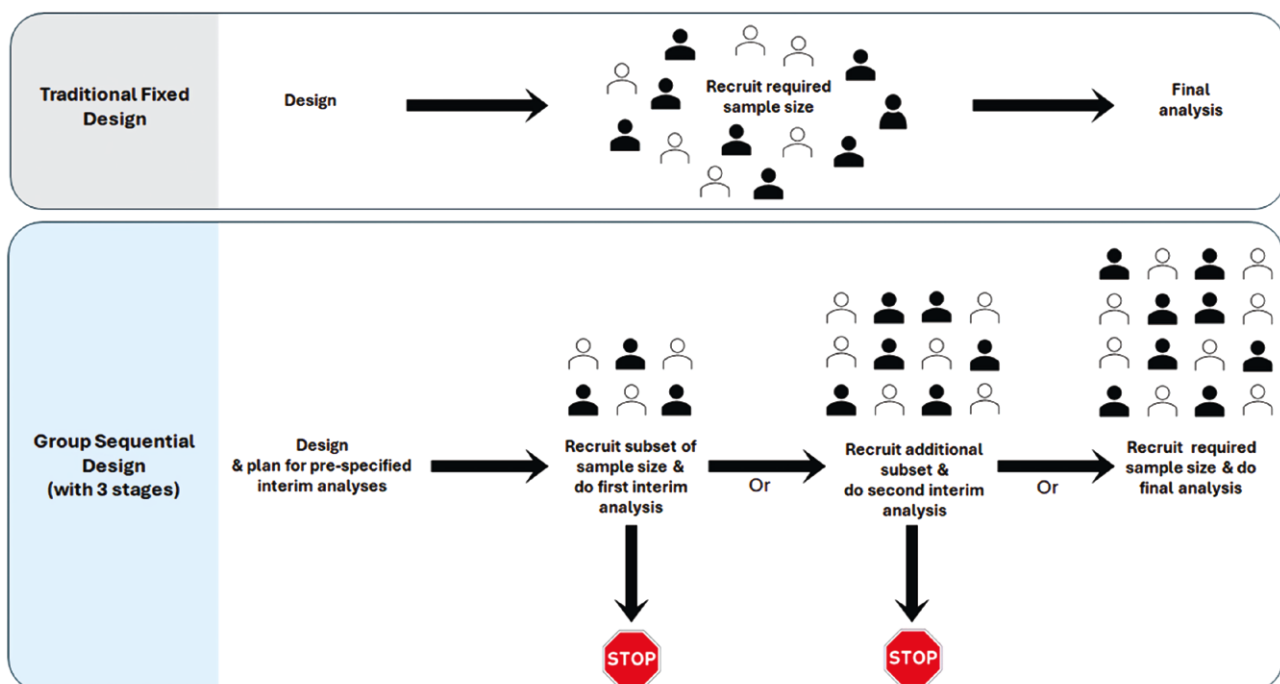 Traditional Fixed
Design
Design
Recruit required
sample size
Final
analysis
Group Sequential
Design
(with 3 stages)
Design
& plan for pre-specified
interim analyses
Recruit subset of
sample size &
do first interim
analysis
Or
Recruit additional
subset &
do second interim
analysis
Or
Recruit required
sample size & do
final analysis
STOP
STOP